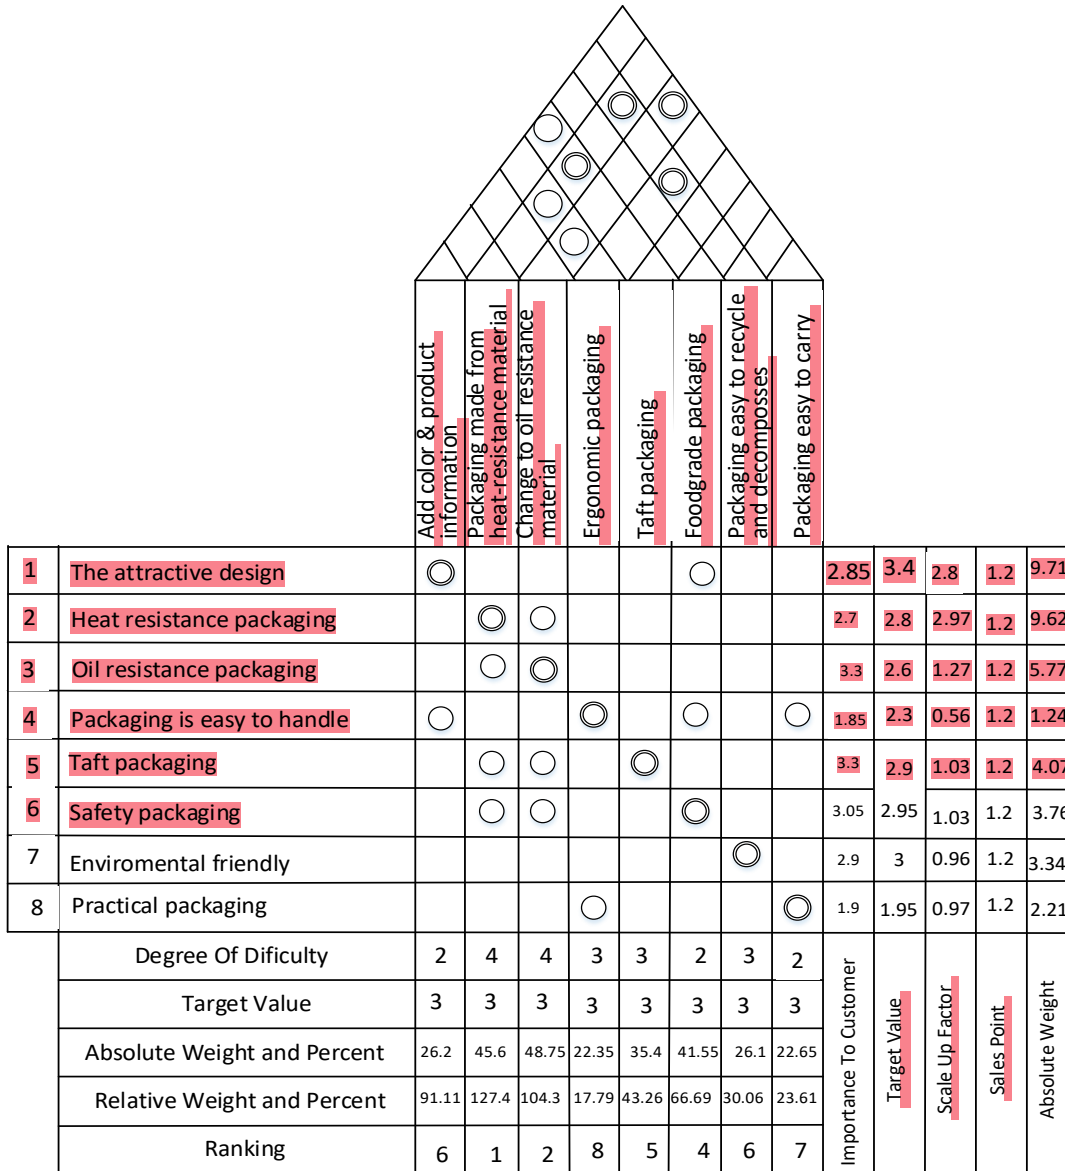 Add color & product
information
Packaging made from
heat-resistance material
Change to oil resistance
material
Ergonomic packaging
Taft packaging
Foodgrade packaging
Packaging easy to recycle
and decomposses
Packaging easy to carry
1 The attractive design 2.85 3.4 2.8 1.2 9.71
2 Heat resistance packaging 2.7 2.8 2.97 1.2 9.62
3 Oil resistance packaging 3.3 2.6 1.27 1.2 5.77
4 Packaging is easy to handle 1.85 2.3 0.56 1.2 1.24
5 Taft packaging 3.3 2.9 1.03 1.2 4.07
6 Safety packaging 3.05 2.95 1.03 1.2 3.76
7 Enviromental friendly 2.9 3 0.96 1.2 3.34
8 Practical packaging 1.9 1.95 0.97 1.2 2.21
Degree Of Dificulty 2 4 4 3 3 2 3 2
Target Value 3 3 3 3 3 3 3 3
Absolute Weight and Percent 26.2 45.6 48.75 22.35 35.4 41.55 26.1 22.65
Relative Weight and Percent 91.11 127.4 104.3 17.79 43.26 66.69 30.06 23.61
Ranking 6 1 2 8 5 4 6 7
Importance To Customer
Target Value
Scale Up Factor
Sales Point
Absolute Weight